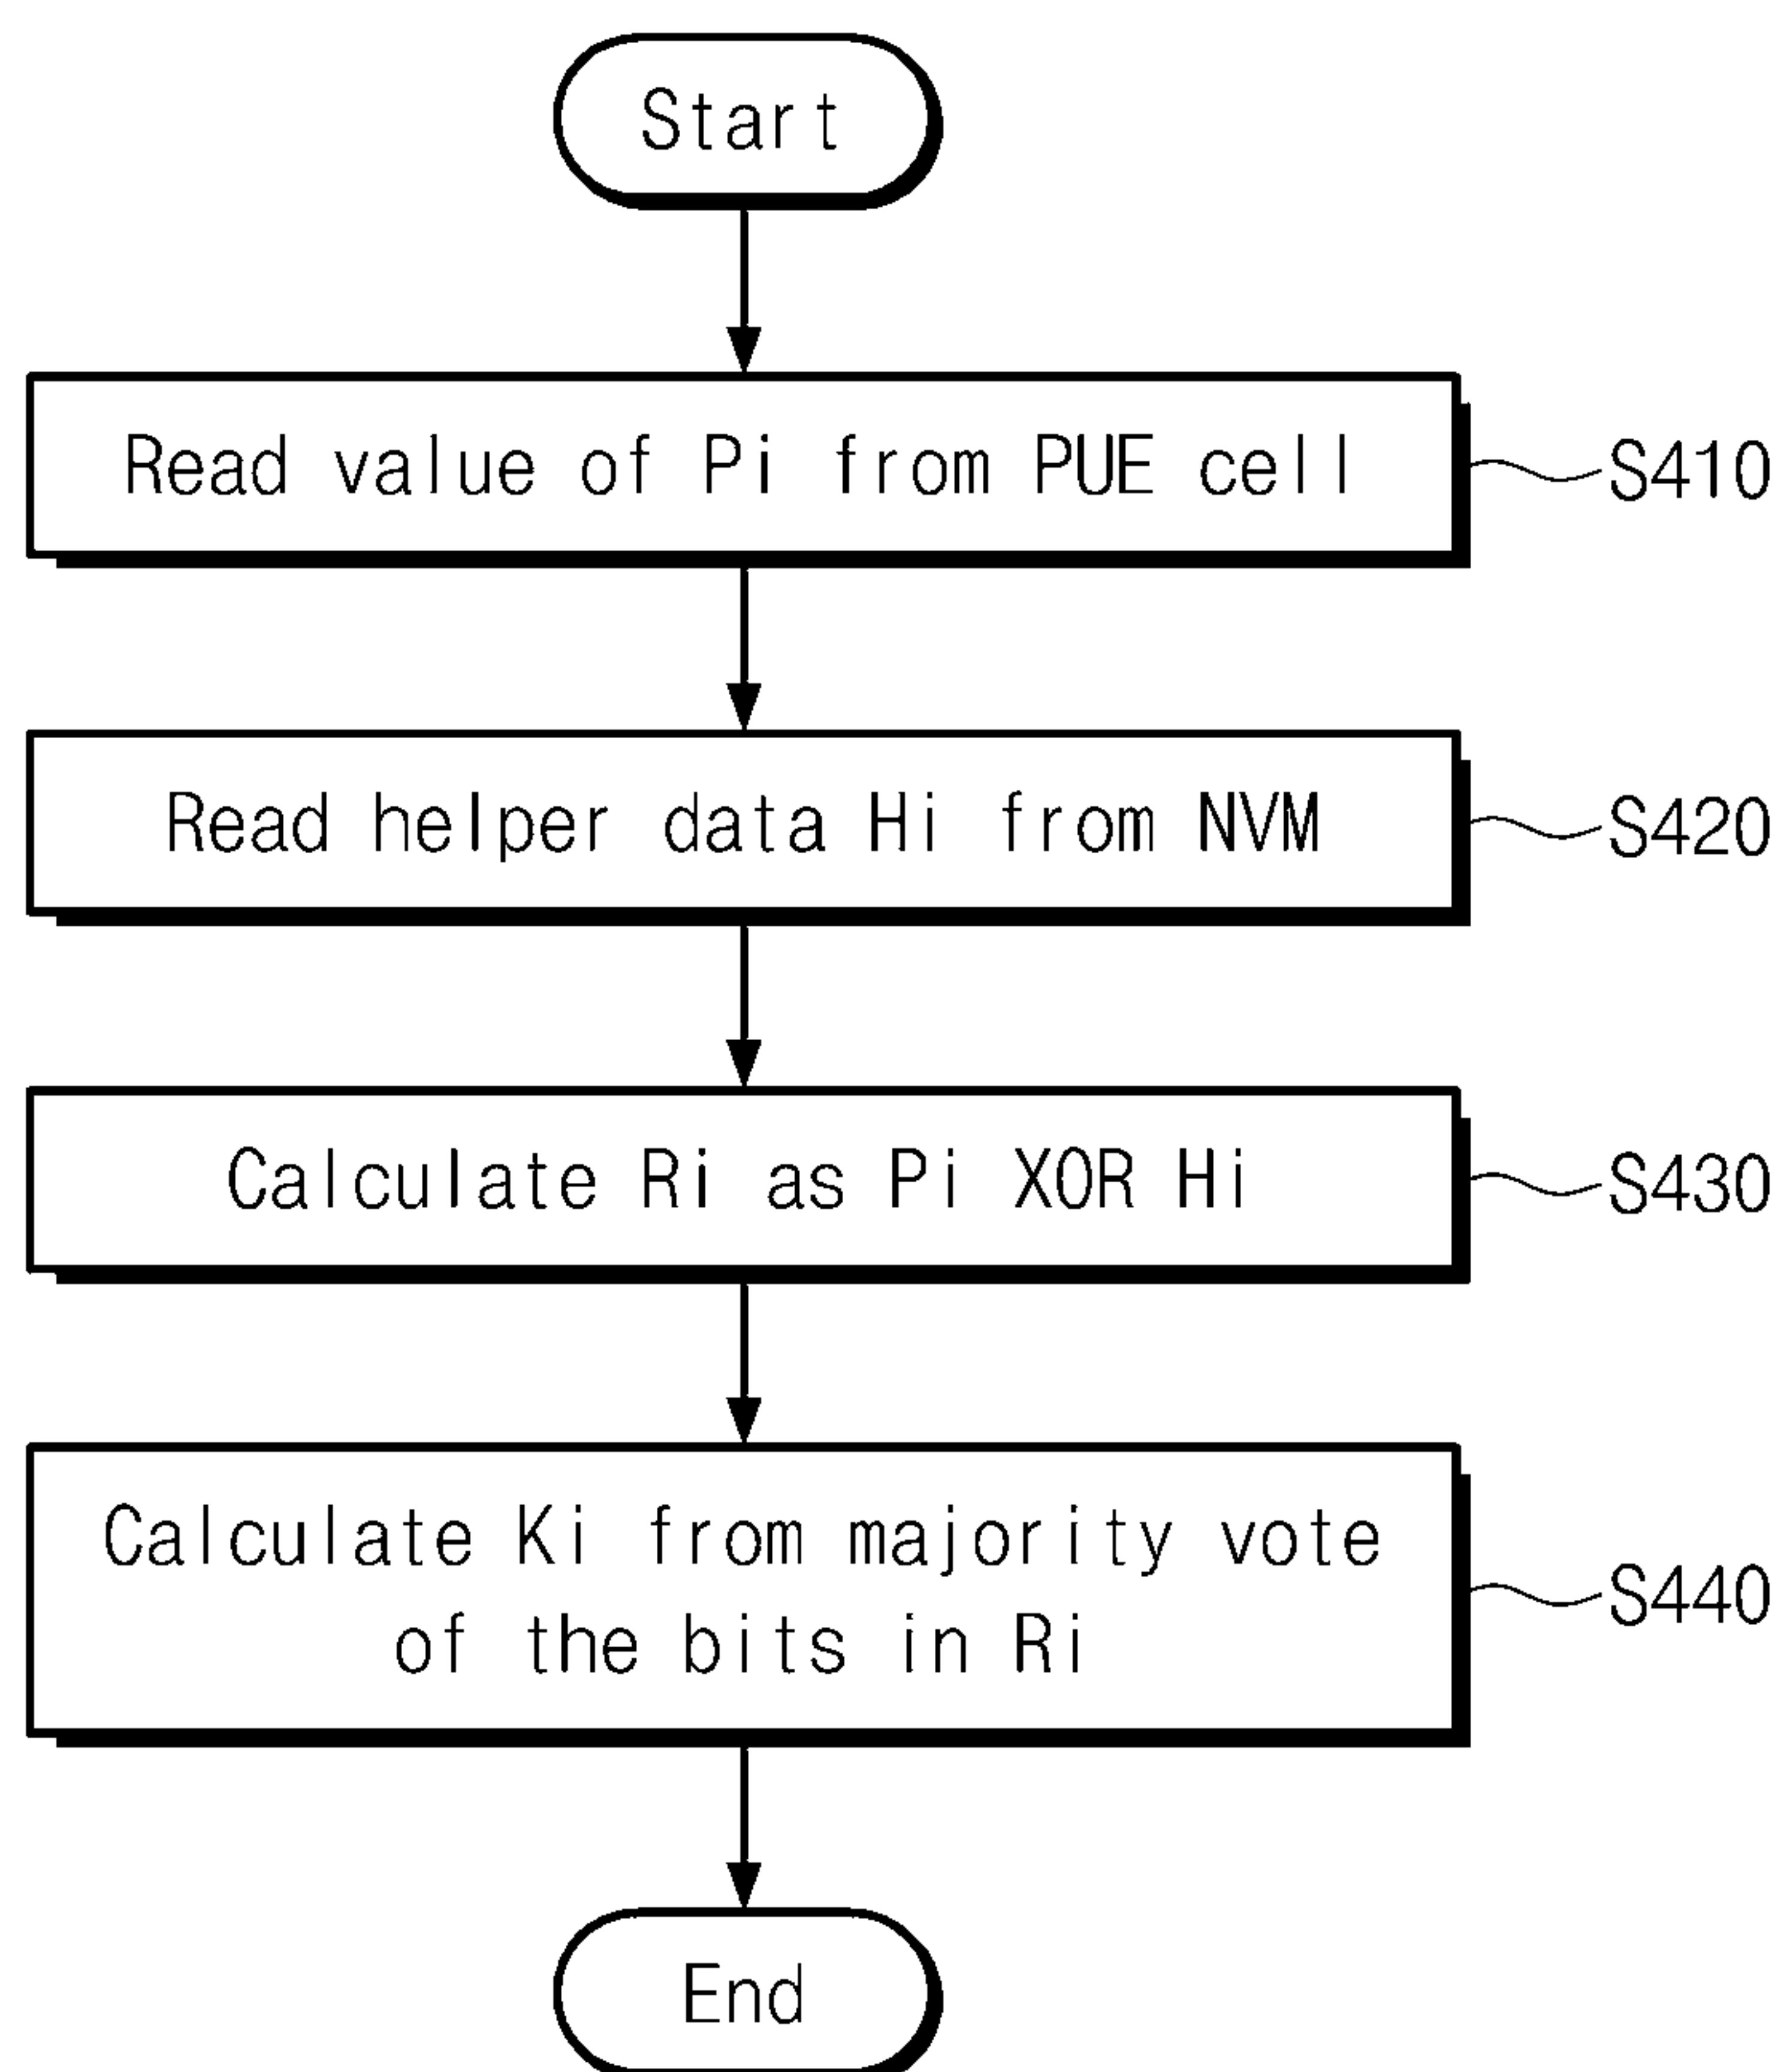 Start
Read value of Pi from PUE cell
S410
Read helper data Hi from NVM
S420
Calculate Ri as Pi XOR Hi
S430
Calculate Ki from majority vote
of the bits in Ri
S440
End